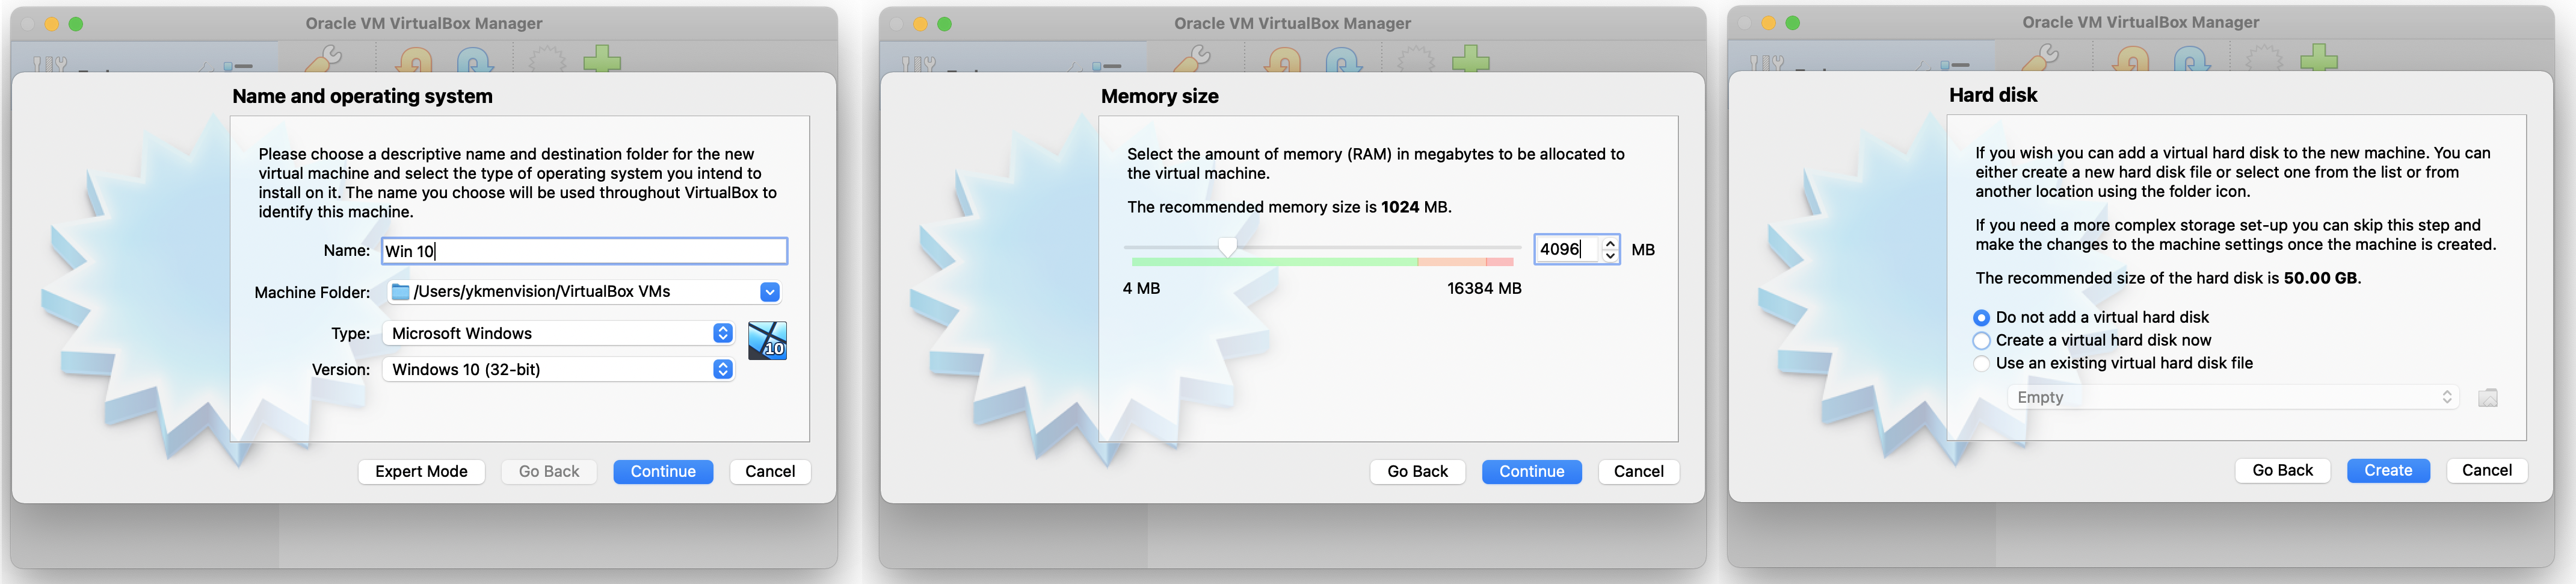 Oracle VM VirtualBox Manager
Name and operating system
Please choose a descriptive name and destination folder for the new
virtual machine and select the type of operating system you intend to
install on it. The name you choose will be used throughout VirtualBox to
identify this machine.
Name: Win 10
Machine Folder: /Users/ykmenvision/VirtualBox VMs
Type: Microsoft Windows
10
Version: Windows 10 (32-bit)
Expert Mode Go Back Continue Cancel
Oracle VM VirtualBox Manager
Memory size
Select the amount of memory (RAM) in megabytes to be allocated to
the virtual machine.
The recommended memory size is 1024 MB.
4096 MB
4 MB 16384 MB
Go Back Continue Cancel
Oracle VM VirtualBox Manager
Hard disk
If you wish you can add a virtual hard disk to the new machine. You can
either create a new hard disk file or select one from the list or from
another location using the folder icon.
If you need a more complex storage set-up you can skip this step and
make the changes to the machine settings once the machine is created.
The recommended size of the hard disk is 50.00 GB.
Do not add a virtual hard disk
Create a virtual hard disk now
Use an existing virtual hard disk file
Empty
Go Back Create Cancel